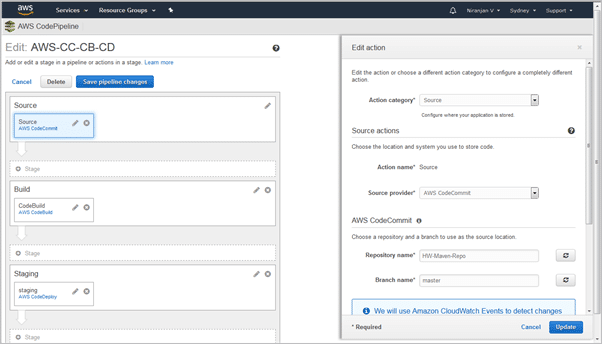 aws
Services
Resource Groups
Niranjan V
Sydney
Support
AWS CodePipeline
Edit: AWS-CC-CB-CD
Add or edit a stage in a pipeline or actions in a stage. Learn more
Cancel
Delete
Save pipeline changes
Source
Source
AWS CodeCommit
Stage
Build
CodeBuild
AWS CodeBuild
Stage
Staging
staging
AWS CodeDeploy
Stage
Edit action
Edit the action or choose a different action category to configure a completely different
action.
Action category* Source
Configure where your application is stored.
Source actions
Choose the location and system you use to store code.
Action name* Source
Source provider* AWS CodeCommit
AWS CodeCommit
Choose a repository and a branch to use as the source location.
Repository name* HW-Maven-Repo
Branch name* master
We will use Amazon CloudWatch Events to detect changes
* Required
Cancel
Update